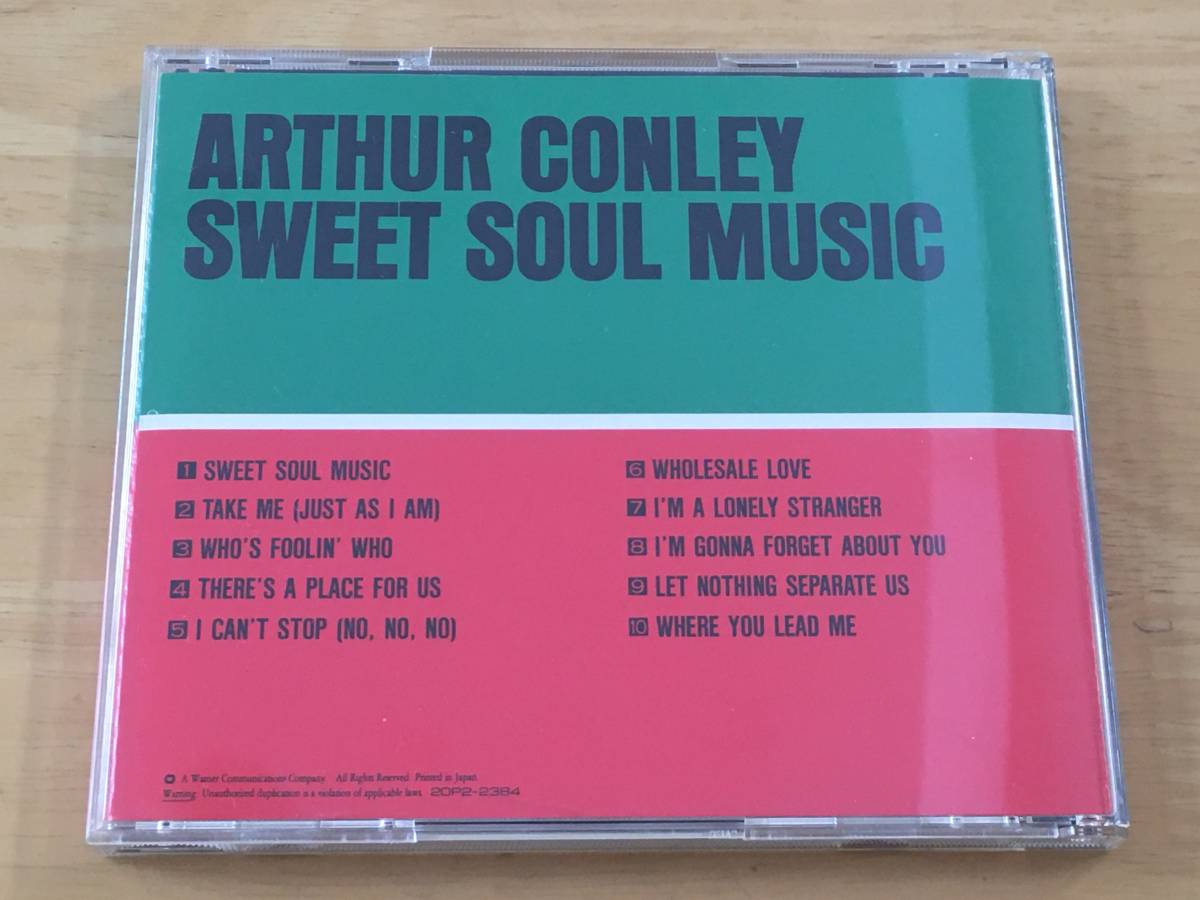 ARTHUR CONLEY
SWEET SOUL MUSIC
1 SWEET SOUL MUSIC
2 TAKE ME (JUST AS I AM)
3 WHO'S FOOLIN' WHO
4 THERE'S A PLACE FOR US
5 I CAN'T STOP (NO, NO, NO)
6 WHOLESALE LOVE
7 I'M A LONELY STRANGER
8 I'M GONNA FORGET ABOUT YOU
9 LET NOTHING SEPARATE US
10 WHERE YOU LEAD ME
A Warner Communications Company. All Rights Reserved. Printed in Japan.
Warning: Unauthorized duplication is a violation of applicable laws. 20P2-2384